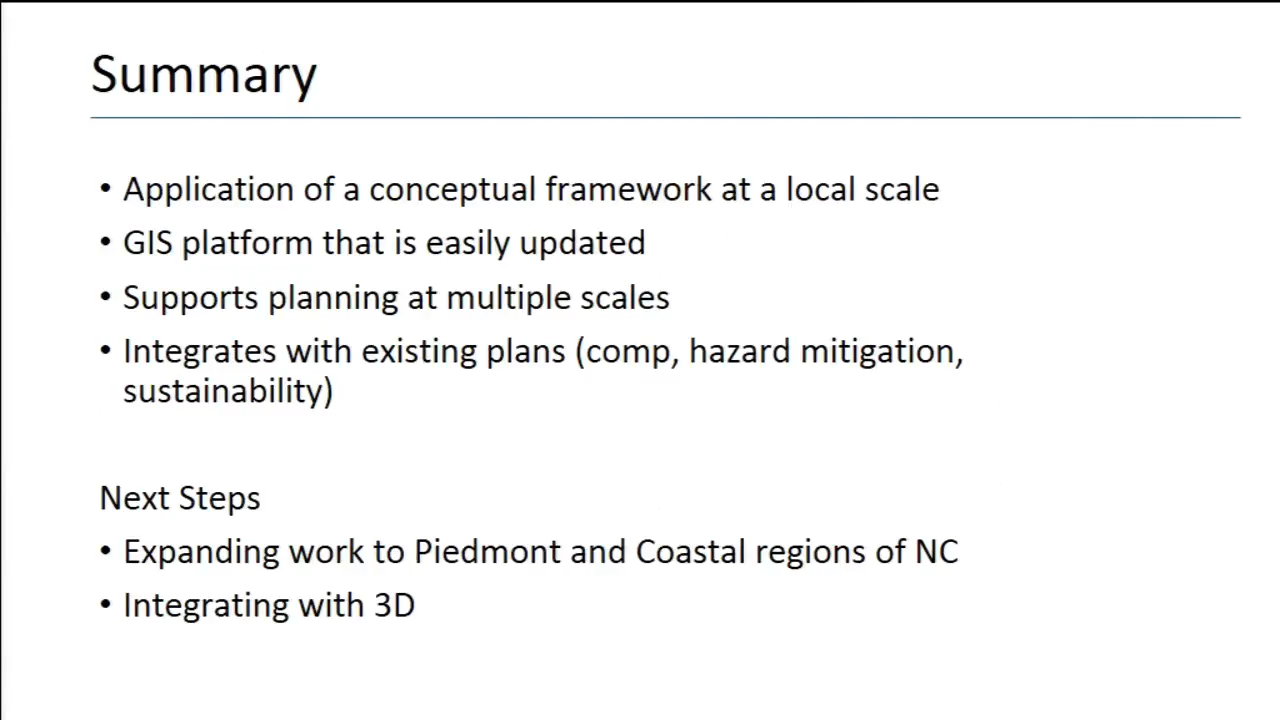 Summary
• Application of a conceptual framework at a local scale
• GIS platform that is easily updated
• Supports planning at multiple scales
• Integrates with existing plans (comp, hazard mitigation,
sustainability)
Next Steps
• Expanding work to Piedmont and Coastal regions of NC
• Integrating with 3D